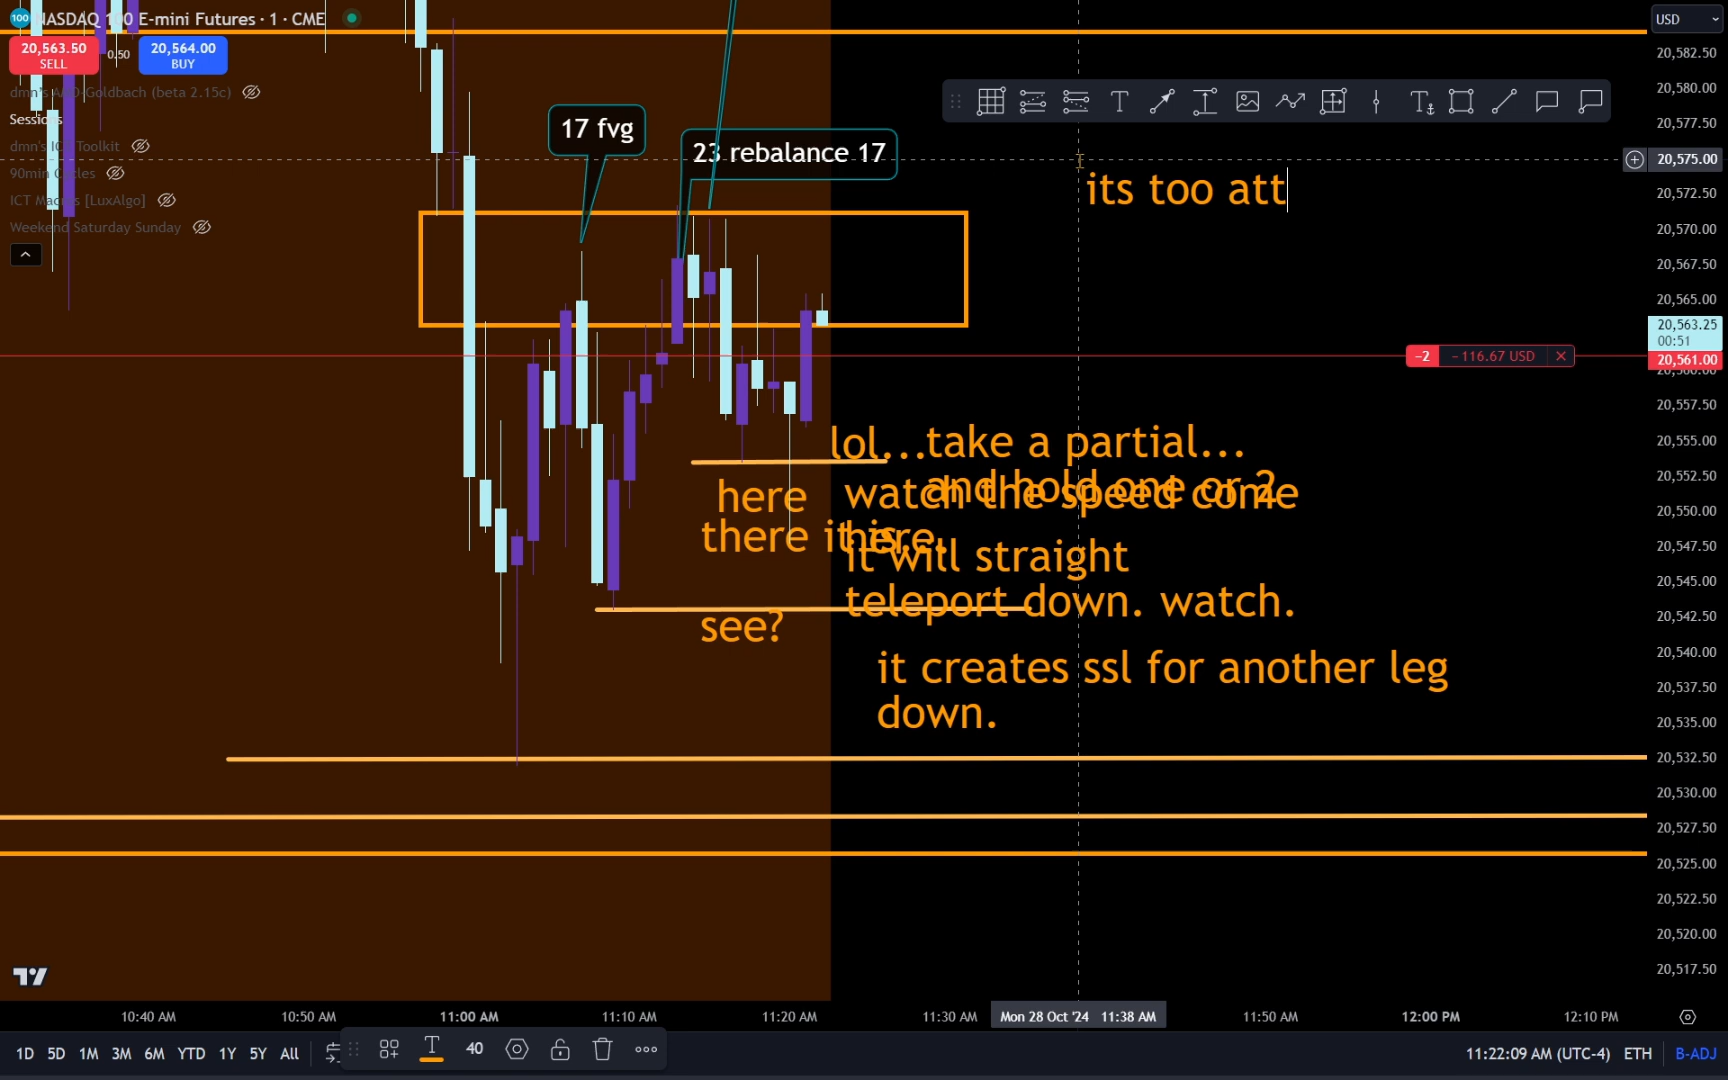 100 NASDAQ 100 E-mini Futures · 1 · CME
20,563.50
SELL
0.50
20,564.00
BUY
(beta 2.15c)
Sessions
Toolkit
90min
ICT [LuxAlgo]
Weekend Saturday Sunday
17 fvg
23 rebalance 17
its too att
lol...take a partial...
and hold one or 2
watch the speed come
here.
here
there it is..
it will straight
teleport down. watch.
see?
it creates ssl for another leg
down.
-2 -116.67 USD
USD
20,582.50
20,580.00
20,577.50
20,575.00
20,572.50
20,570.00
20,567.50
20,565.00
20,563.25
00:51
20,561.00
20,560.00
20,557.50
20,555.00
20,552.50
20,550.00
20,547.50
20,545.00
20,542.50
20,540.00
20,537.50
20,535.00
20,532.50
20,530.00
20,527.50
20,525.00
20,522.50
20,520.00
20,517.50
10:40 AM 10:50 AM 11:00 AM 11:10 AM 11:20 AM 11:30 AM Mon 28 Oct '24 11:38 AM 11:50 AM 12:00 PM 12:10 PM
1D 5D 1M 3M 6M YTD 1Y 5Y All
T 40
11:22:09 AM (UTC-4) ETH B-ADJ